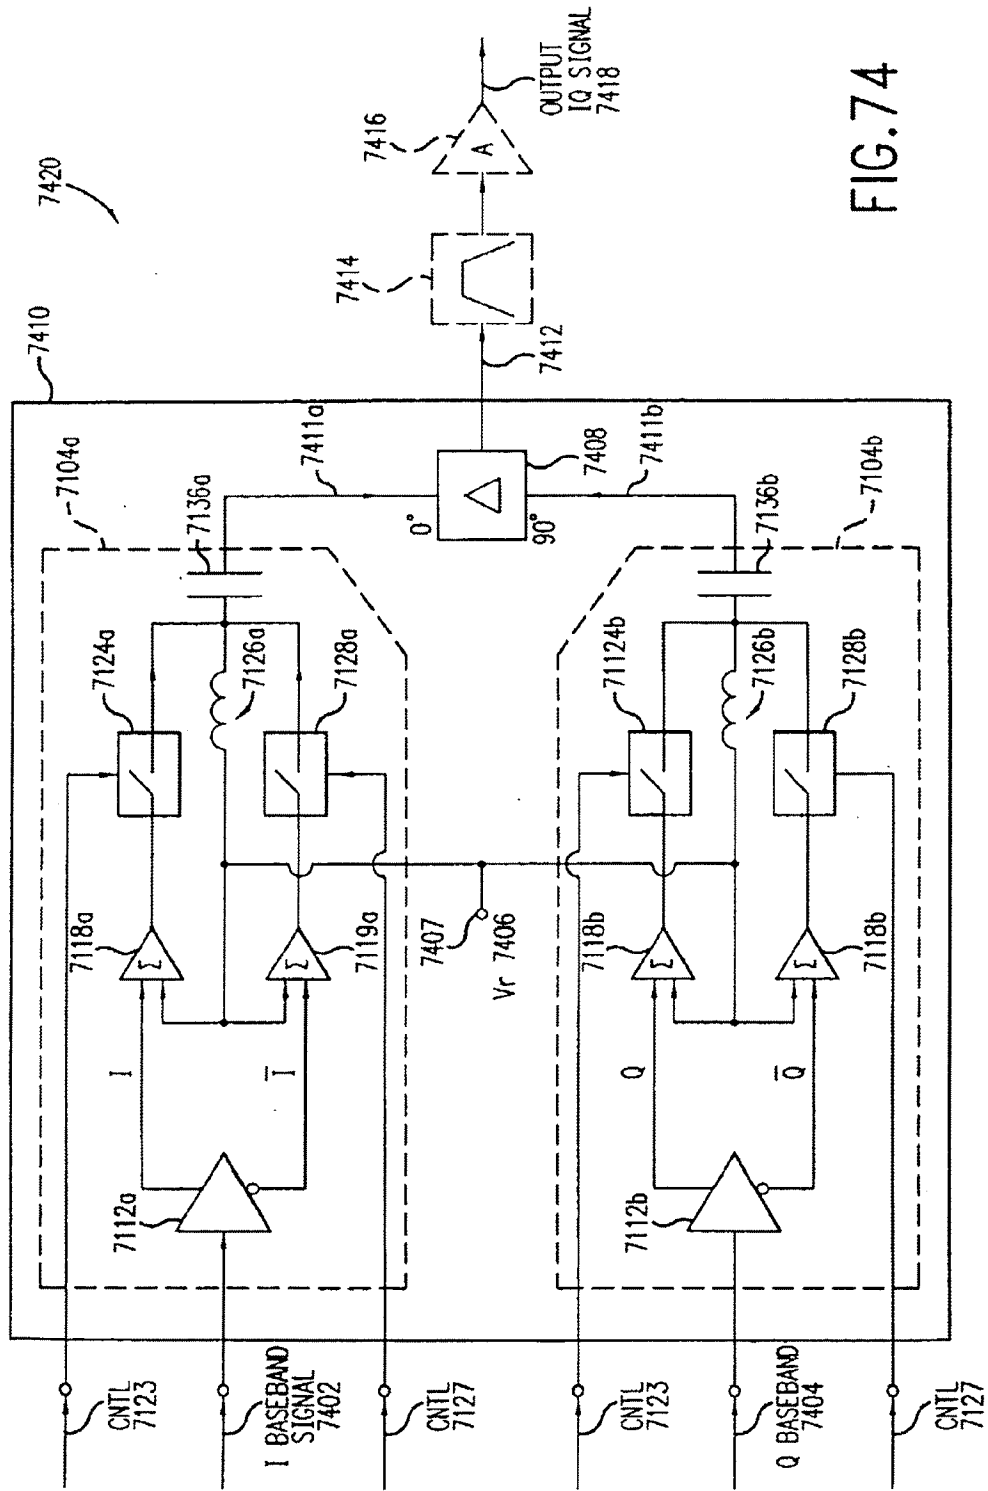 7420
7410
7104a
7124a
7136a
7118a
7126a
7411a
7414
7416
A
OUTPUT
IQ SIGNAL
7418
I
Σ
7112a
I
Σ
7119a
7128a
0°
90°
7408
7412
7407
Vr 7406
7411b
FIG.74
CNTL
7123
I BASEBAND
SIGNAL
7402
CNTL
7127
71124b
7136b
7104b
7118b
7126b
Q
Σ
7112b
Q
Σ
7118b
7128b
CNTL
7123
Q BASEBAND
7404
CNTL
7127